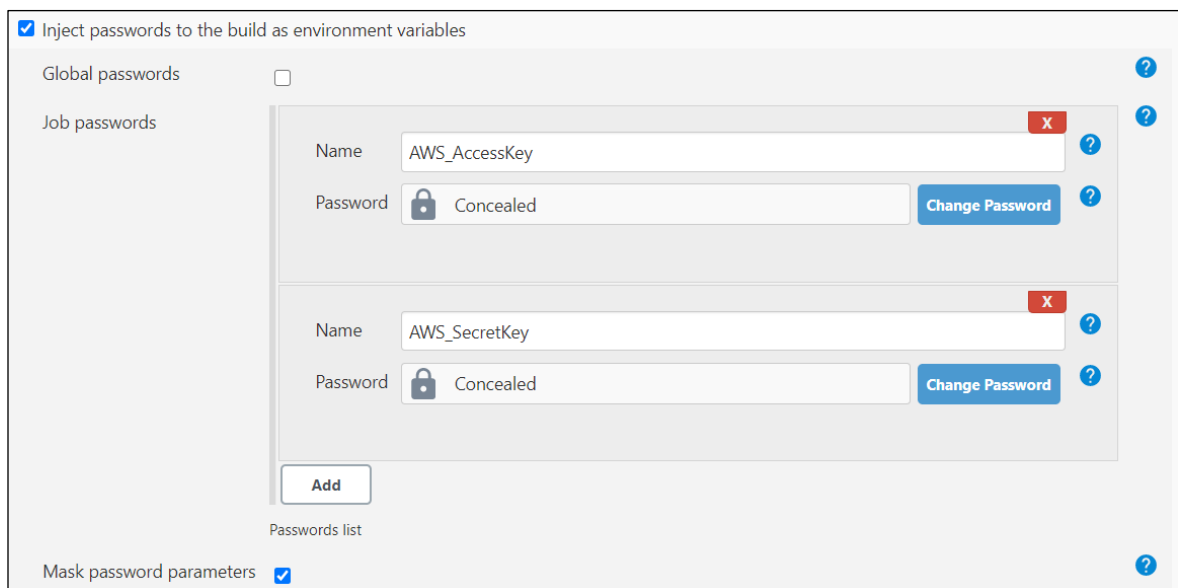 Inject passwords to the build as environment variables
Global passwords
?
Job passwords
X
?
Name
AWS_AccessKey
?
Password
Concealed
Change Password
?
X
Name
AWS_SecretKey
?
Password
Concealed
Change Password
?
Add
Passwords list
Mask password parameters
?